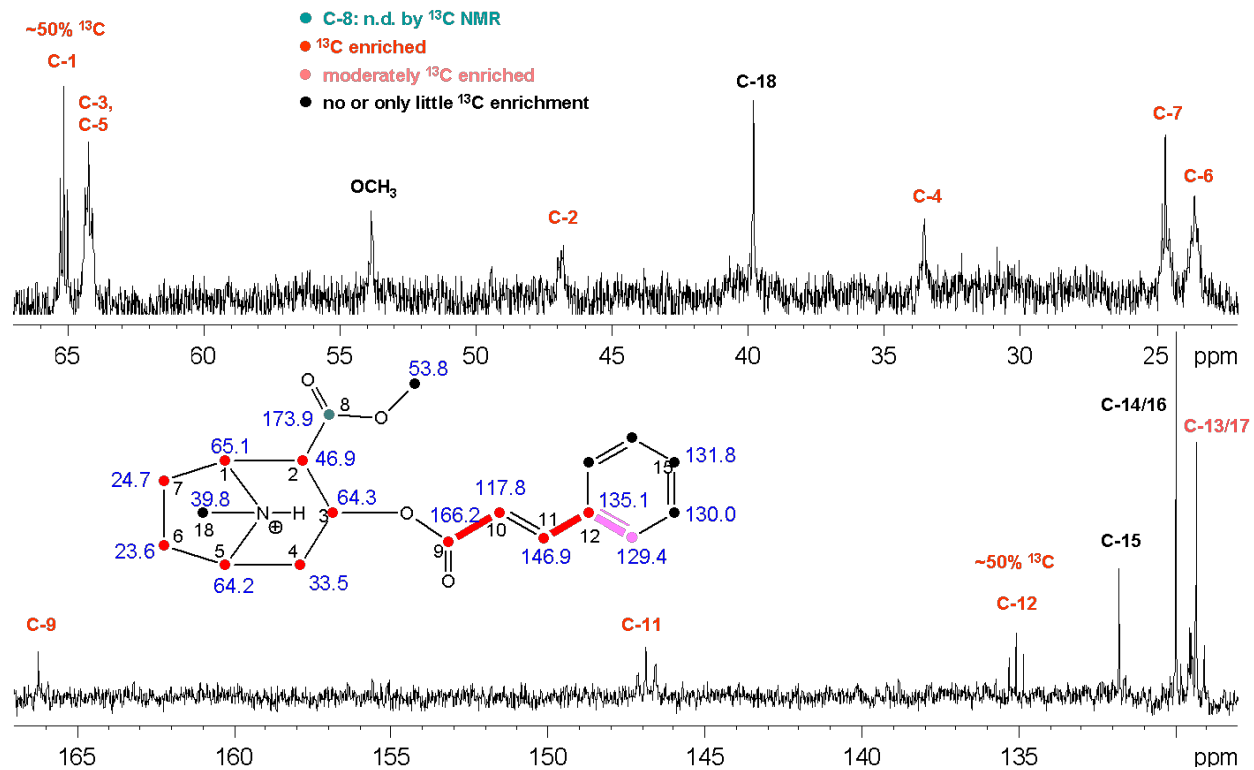 ~50% ¹³C
C-1
C-3,
C-5
● C-8: n.d. by ¹³C NMR
● ¹³C enriched
● moderately ¹³C enriched
● no or only little ¹³C enrichment
OCH₃
C-2
C-18
C-4
C-7
C-6
65 60 55 50 45 40 35 30 25 ppm
53.8
O
8
O
173.9
65.1
1
2
46.9
24.7
7
39.8
18
N H
⊕
3
64.3
O
166.2
9
O
117.8
10
11
146.9
135.1
12
15
131.8
130.0
129.4
6
23.6
5
64.2
4
33.5
C-14/16
C-13/17
C-15
~50% ¹³C
C-12
C-11
C-9
165 160 155 150 145 140 135 ppm